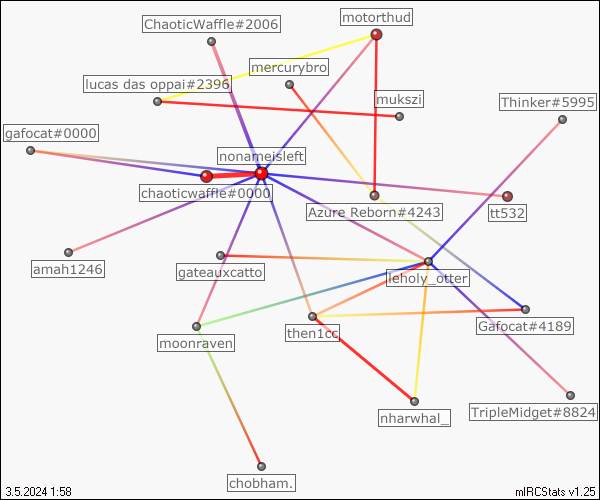 ChaoticWaffle#2006
motorthud
mercurybro
lucas das oppai#2396
mukszi
Thinker#5995
gafocat#0000
nonameisleft
chaoticwaffle#0000
Azure Reborn#4243
tt532
amah1246
gateauxcatto
leholy_otter
moonraven
then1cc
Gafocat#4189
nharwhal_
TripleMidget#8824
chobham.
3.5.2024 1:58
mIRCStats v1.25